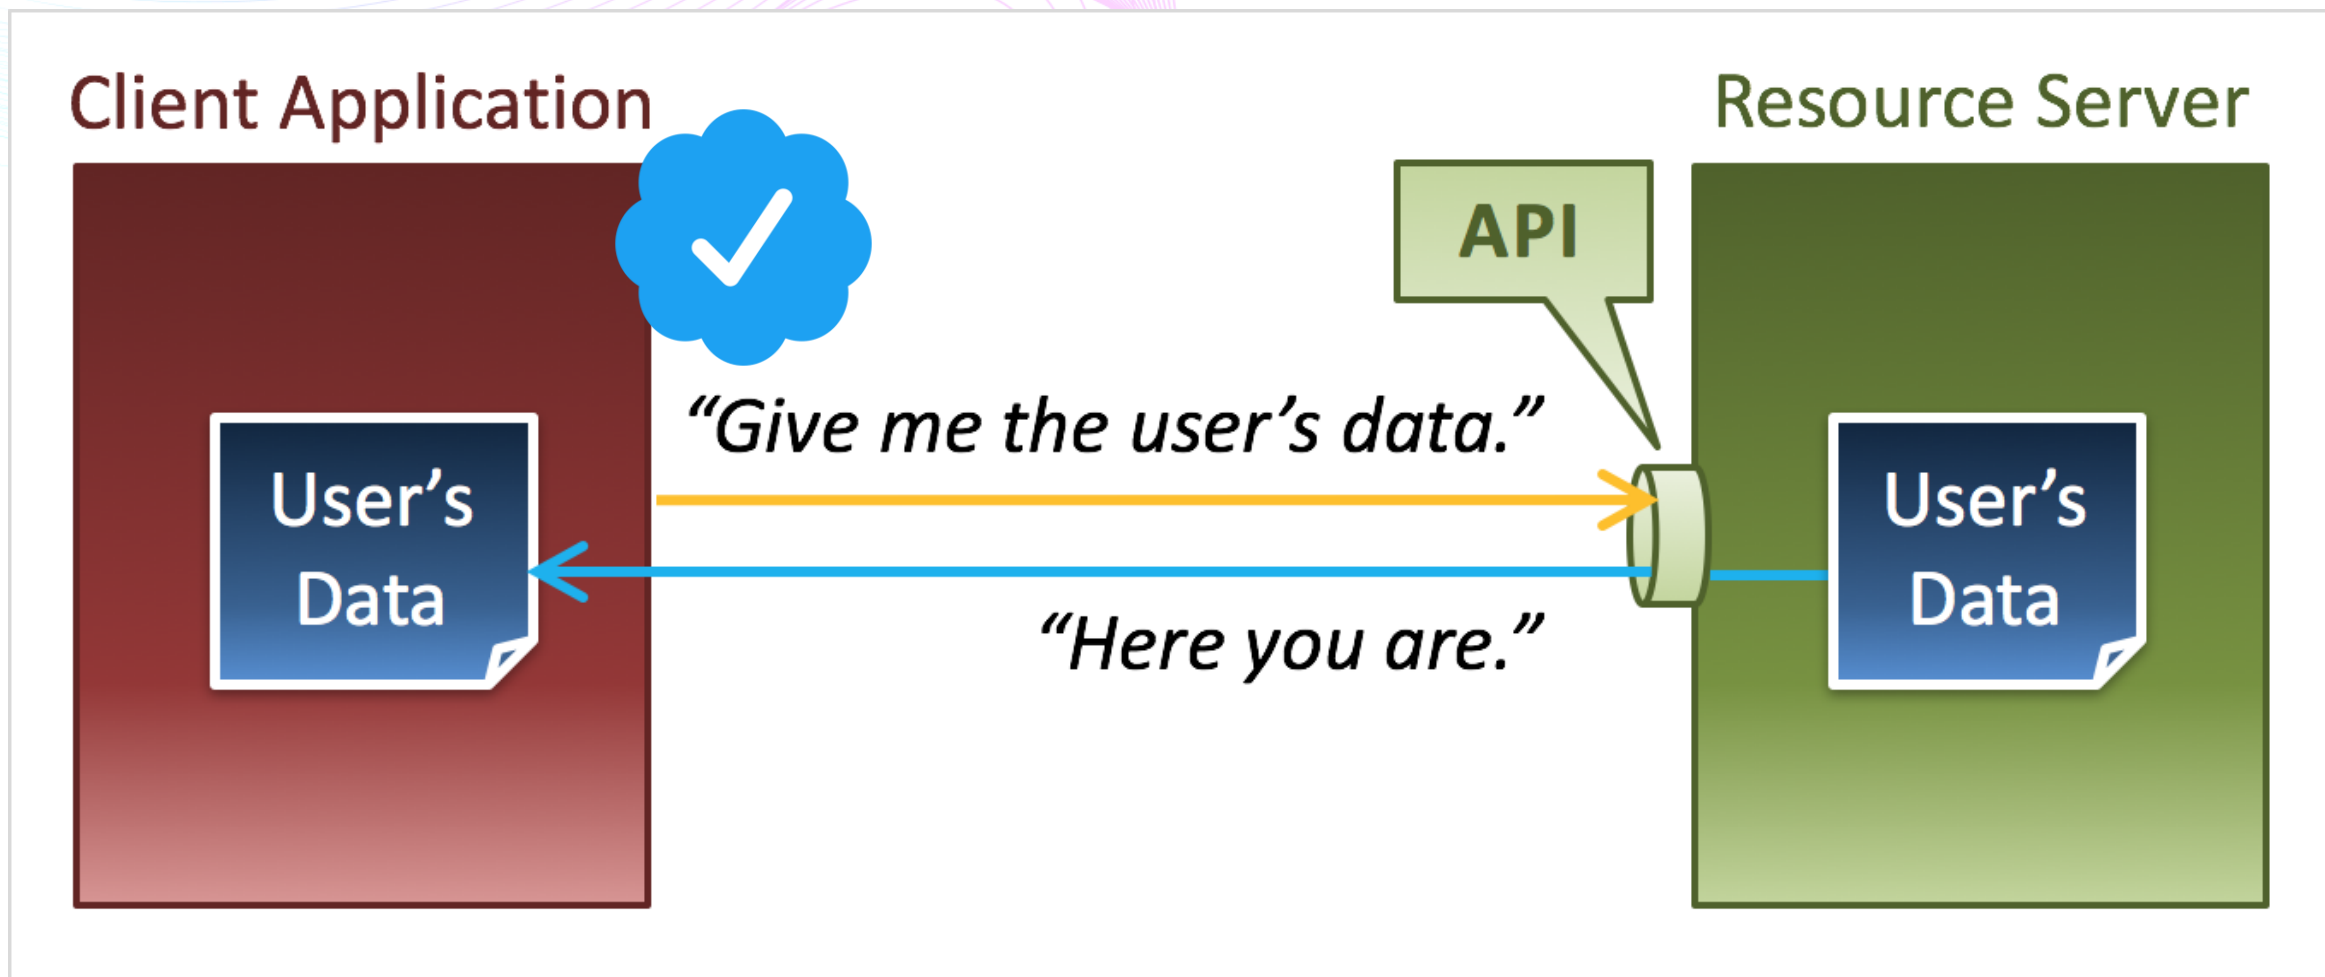 Client Application
Resource Server
API
“Give me the user’s data.”
User’s
Data
User’s
Data
“Here you are.”